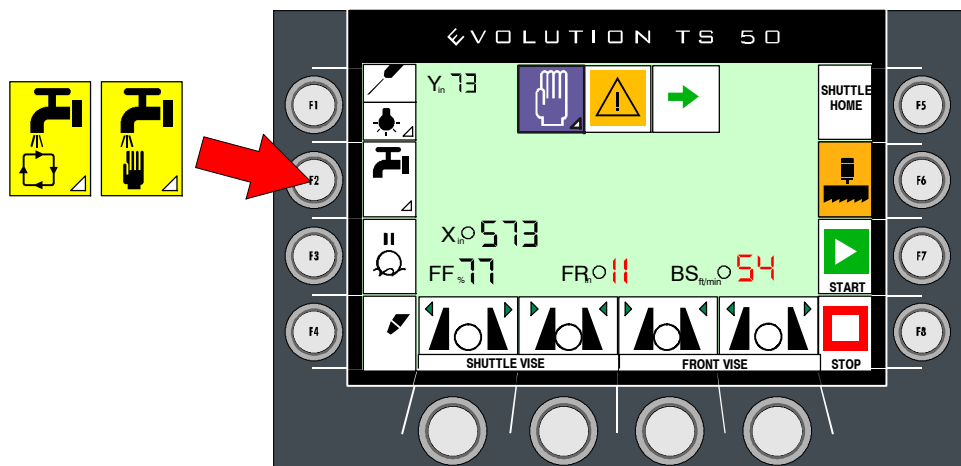 EVOLUTION TS 50
F1
F2
F3
F4
Yin 73
SHUTTLE
HOME
F5
F6
Xin 573
FF% 77
FRin 11
BSft/min 54
START
F7
SHUTTLE VISE
FRONT VISE
STOP
F8